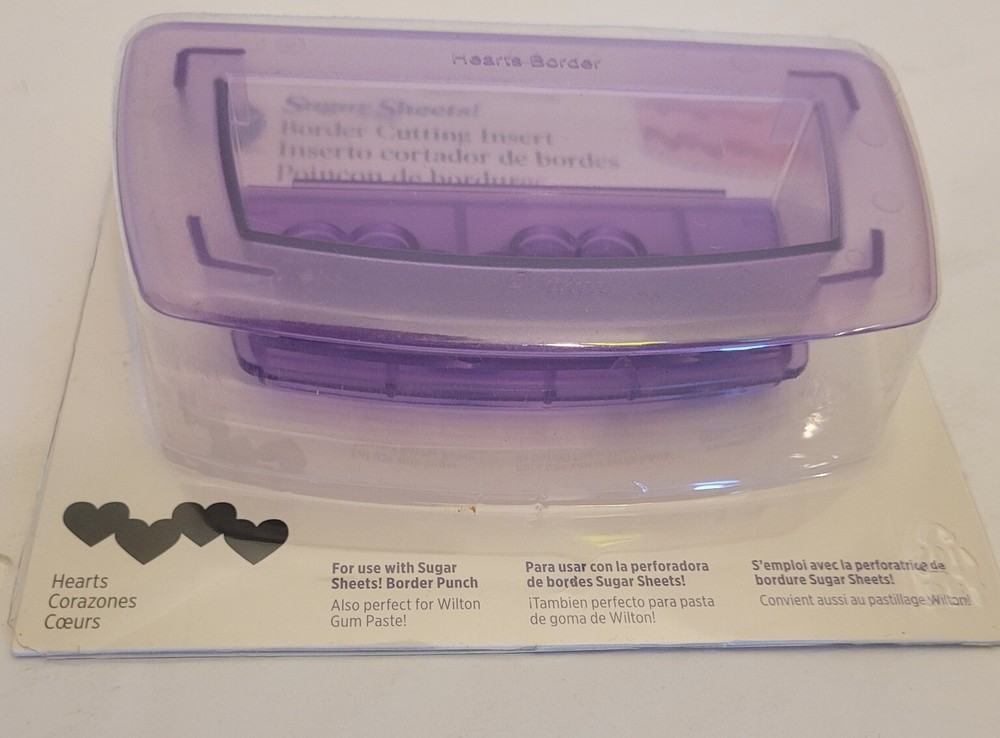 Hearts Border
Sugar Sheets!
Border Cutting Insert
Inserto cortador de bordes
Poinçon de bordures
Hearts
Corazones
Cœurs
For use with Sugar
Sheets! Border Punch
Also perfect for Wilton
Gum Paste!
Para usar con la perforadora
de bordes Sugar Sheets!
¡Tambien perfecto para pasta
de goma de Wilton!
S'emploi avec la perforatrice de
bordure Sugar Sheets!
Convient aussi au pastillage Wilton!